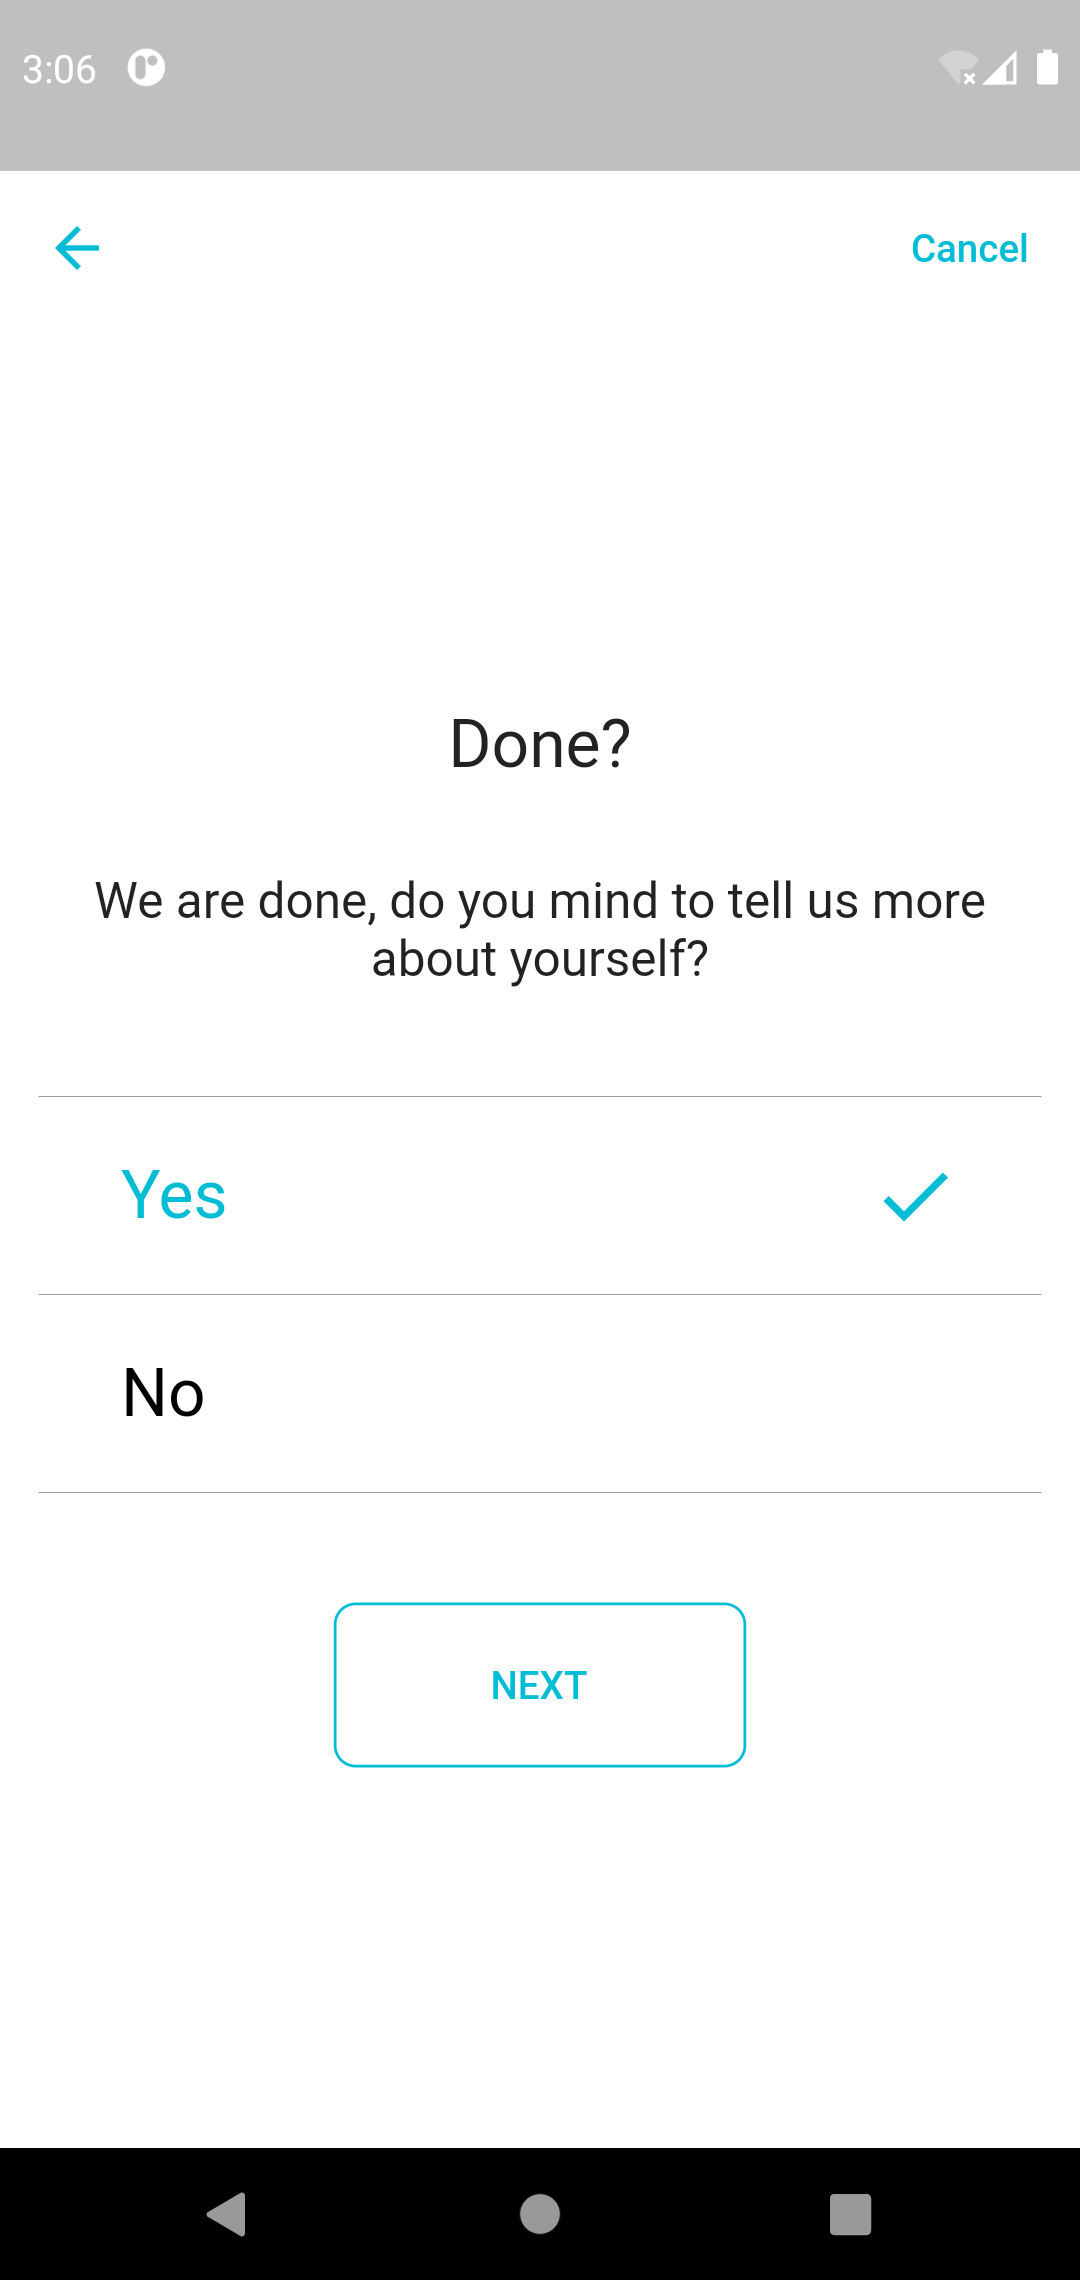 3:06
Cancel
Done?
We are done, do you mind to tell us more
about yourself?
Yes
No
NEXT